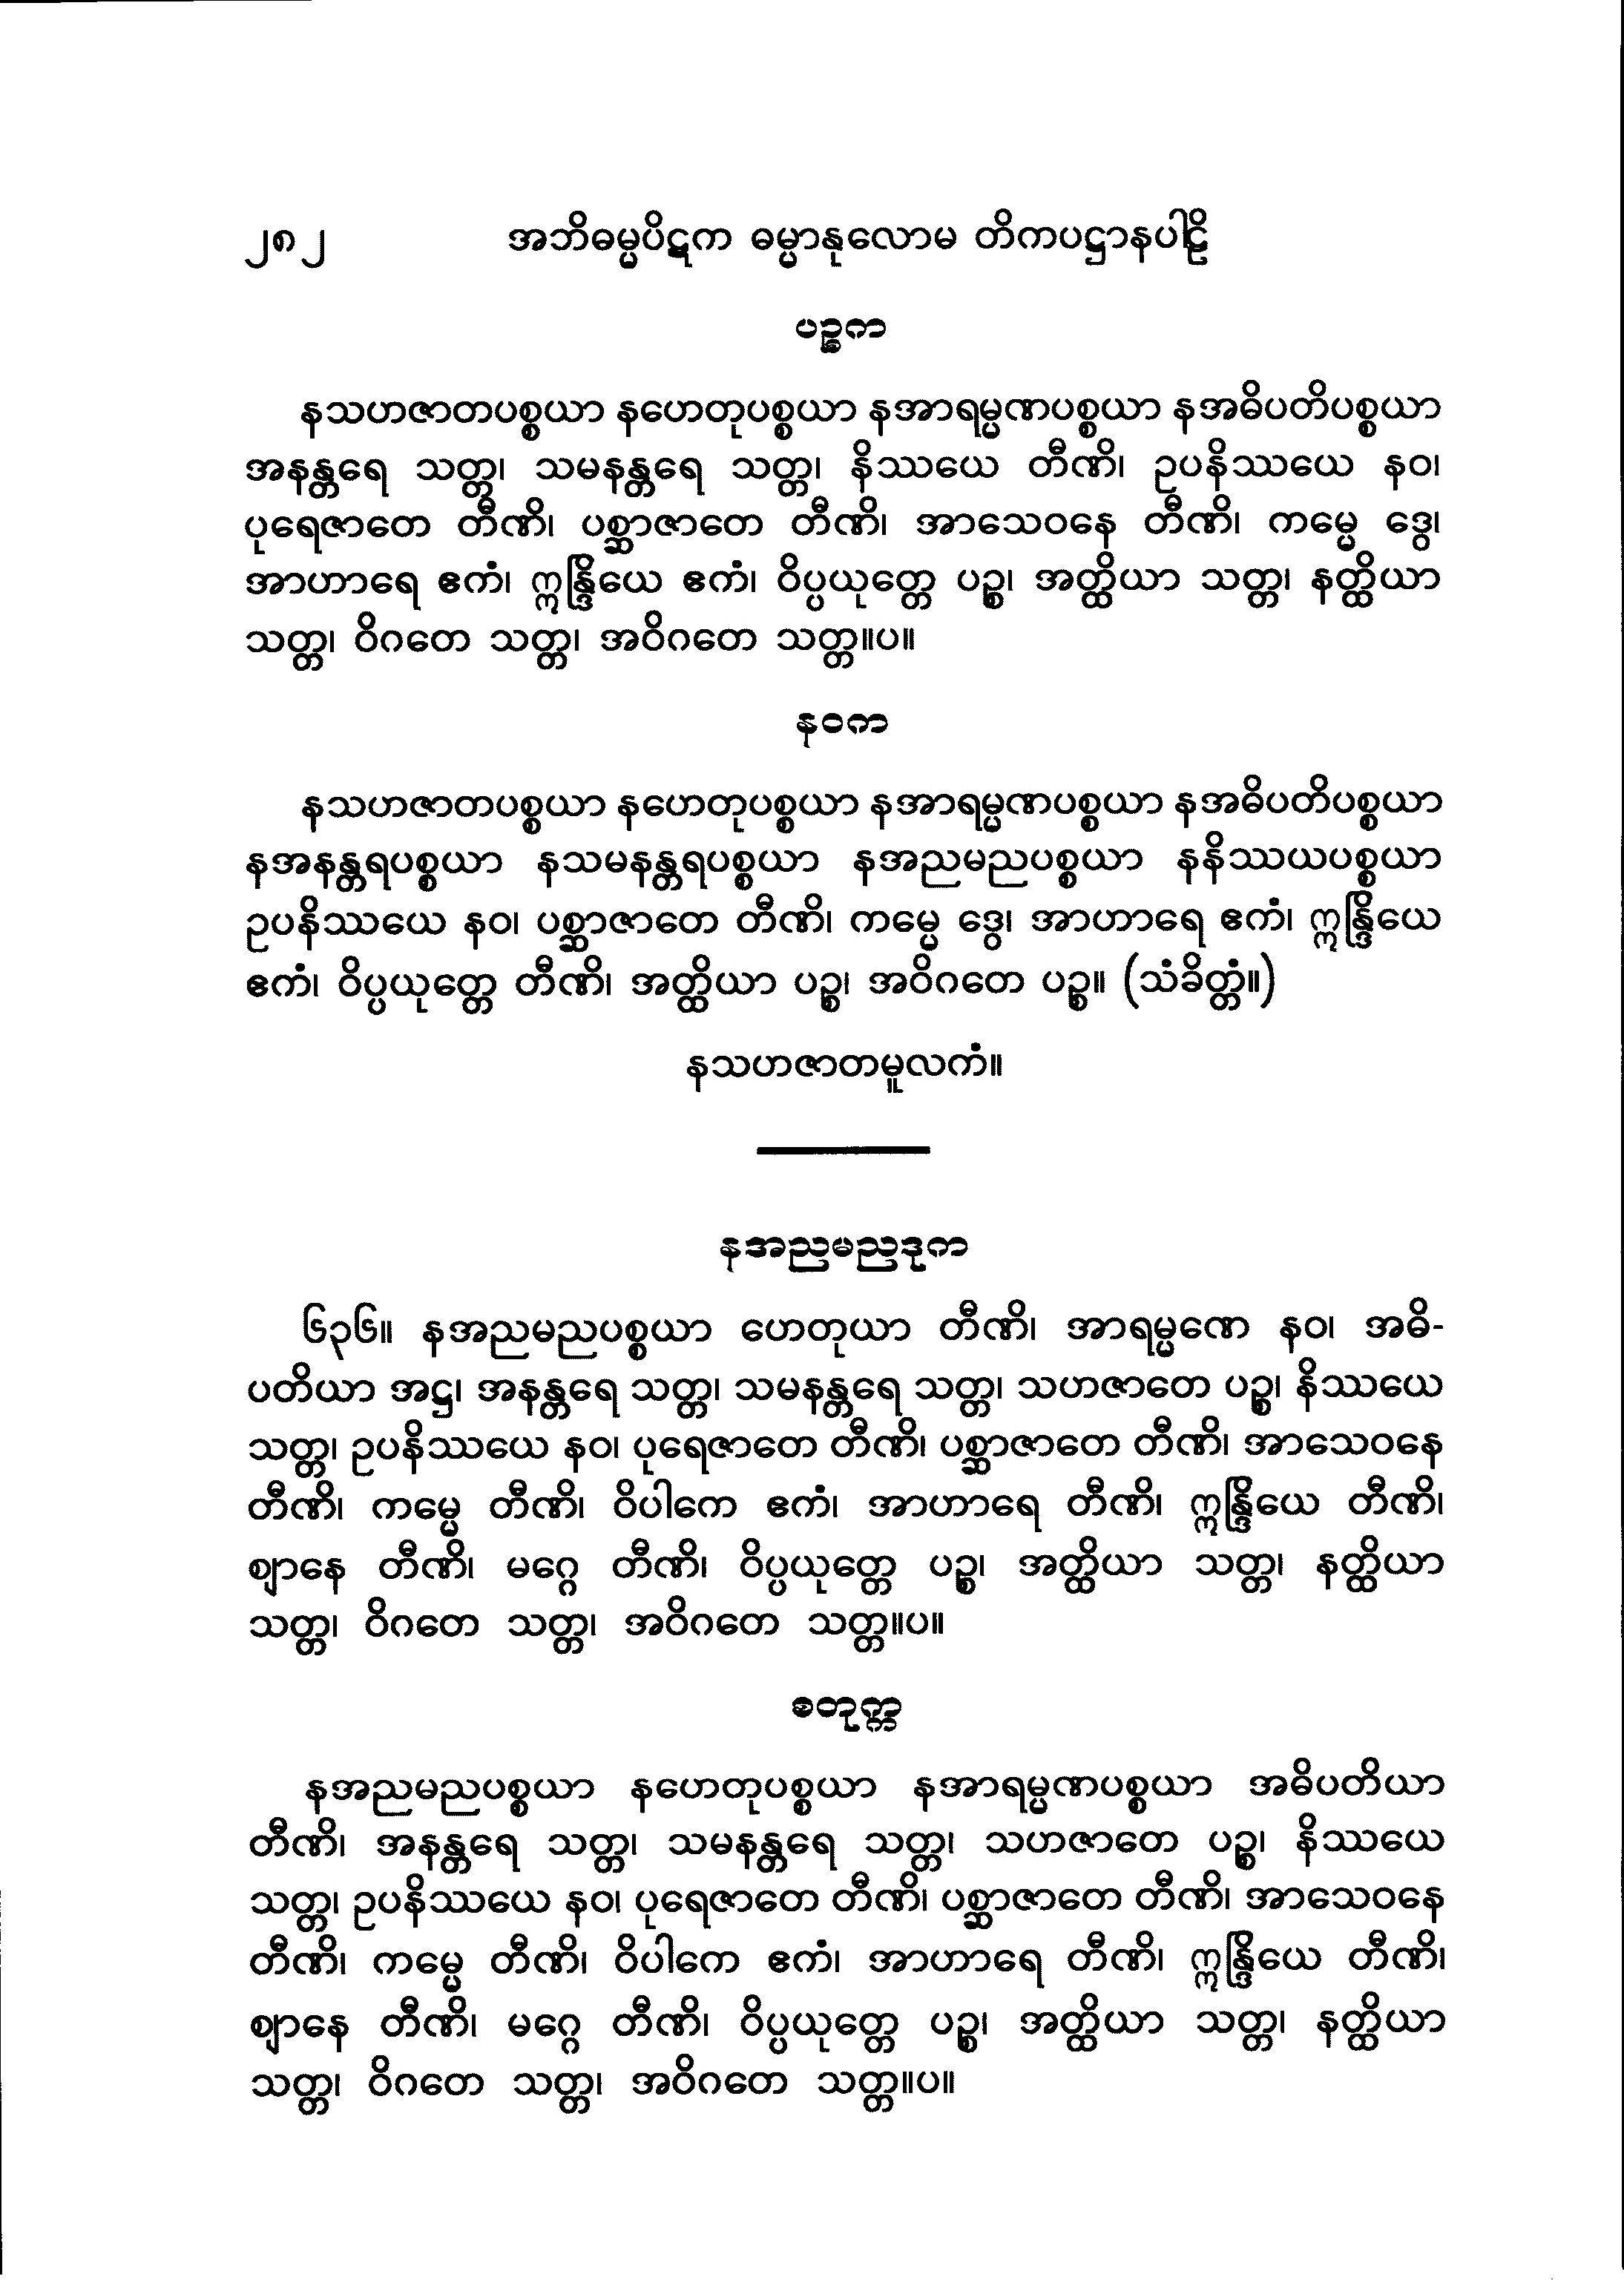 ၂၈၂ အဘိဓမ္မပိဋက ဓမ္မာနုလောမ တိကပဋ္ဌာနပါဠိ
ပဉ္စက
နသဟဇာတပစ္စယာ နဟေတုပစ္စယာ နအာရမ္မဏပစ္စယာ နအဓိပတိပစ္စယာ
အနန္တရေ သတ္တ၊ သမနန္တရေ သတ္တ၊ နိဿယေ တီဏိ၊ ဥပနိဿယေ နဝ၊
ပုရေဇာတေ တီဏိ၊ ပစ္ဆာဇာတေ တီဏိ၊ အာသေဝနေ တီဏိ၊ ကမ္မေ ဒွေ၊
အာဟာရေ ဧကံ၊ ဣန္ဒြိယေ ဧကံ၊ ဝိပ္ပယုတ္တေ ပဉ္စ၊ အတ္ထိယာ သတ္တ၊ နတ္ထိယာ
သတ္တ၊ ဝိဂတေ သတ္တ၊ အဝိဂတေ သတ္တ။ပ။
နဝက
နသဟဇာတပစ္စယာ နဟေတုပစ္စယာ နအာရမ္မဏပစ္စယာ နအဓိပတိပစ္စယာ
နအနန္တရပစ္စယာ နသမနန္တရပစ္စယာ နအညမညပစ္စယာ နနိဿယပစ္စယာ
ဥပနိဿယေ နဝ၊ ပစ္ဆာဇာတေ တီဏိ၊ ကမ္မေ ဒွေ၊ အာဟာရေ ဧကံ၊ ဣန္ဒြိယေ
ဧကံ၊ ဝိပ္ပယုတ္တေ တီဏိ၊ အတ္ထိယာ ပဉ္စ၊ အဝိဂတေ ပဉ္စ။ (သံခိတ္တံ။)
နသဟဇာတမူလကံ။
နအညမညဒုက
၆၃၆။ နအညမညပစ္စယာ ဟေတုယာ တီဏိ၊ အာရမ္မဏေ နဝ၊ အဓိ-
ပတိယာ အဋ္ဌ၊ အနန္တရေ သတ္တ၊ သမနန္တရေ သတ္တ၊ သဟဇာတေ ပဉ္စ၊ နိဿယေ
သတ္တ၊ ဥပနိဿယေ နဝ၊ ပုရေဇာတေ တီဏိ၊ ပစ္ဆာဇာတေ တီဏိ၊ အာသေဝနေ
တီဏိ၊ ကမ္မေ တီဏိ၊ ဝိပါကေ ဧကံ၊ အာဟာရေ တီဏိ၊ ဣန္ဒြိယေ တီဏိ၊
ဈာနေ တီဏိ၊ မဂ္ဂေ တီဏိ၊ ဝိပ္ပယုတ္တေ ပဉ္စ၊ အတ္ထိယာ သတ္တ၊ နတ္ထိယာ
သတ္တ၊ ဝိဂတေ သတ္တ၊ အဝိဂတေ သတ္တ။ပ။
စတုက္က
နအညမညပစ္စယာ နဟေတုပစ္စယာ နအာရမ္မဏပစ္စယာ အဓိပတိယာ
တီဏိ၊ အနန္တရေ သတ္တ၊ သမနန္တရေ သတ္တ၊ သဟဇာတေ ပဉ္စ၊ နိဿယေ
သတ္တ၊ ဥပနိဿယေ နဝ၊ ပုရေဇာတေ တီဏိ၊ ပစ္ဆာဇာတေ တီဏိ၊ အာသေဝနေ
တီဏိ၊ ကမ္မေ တီဏိ၊ ဝိပါကေ ဧကံ၊ အာဟာရေ တီဏိ၊ ဣန္ဒြိယေ တီဏိ၊
ဈာနေ တီဏိ၊ မဂ္ဂေ တီဏိ၊ ဝိပ္ပယုတ္တေ ပဉ္စ၊ အတ္ထိယာ သတ္တ၊ နတ္ထိယာ
သတ္တ၊ ဝိဂတေ သတ္တ၊ အဝိဂတေ သတ္တ။ပ။